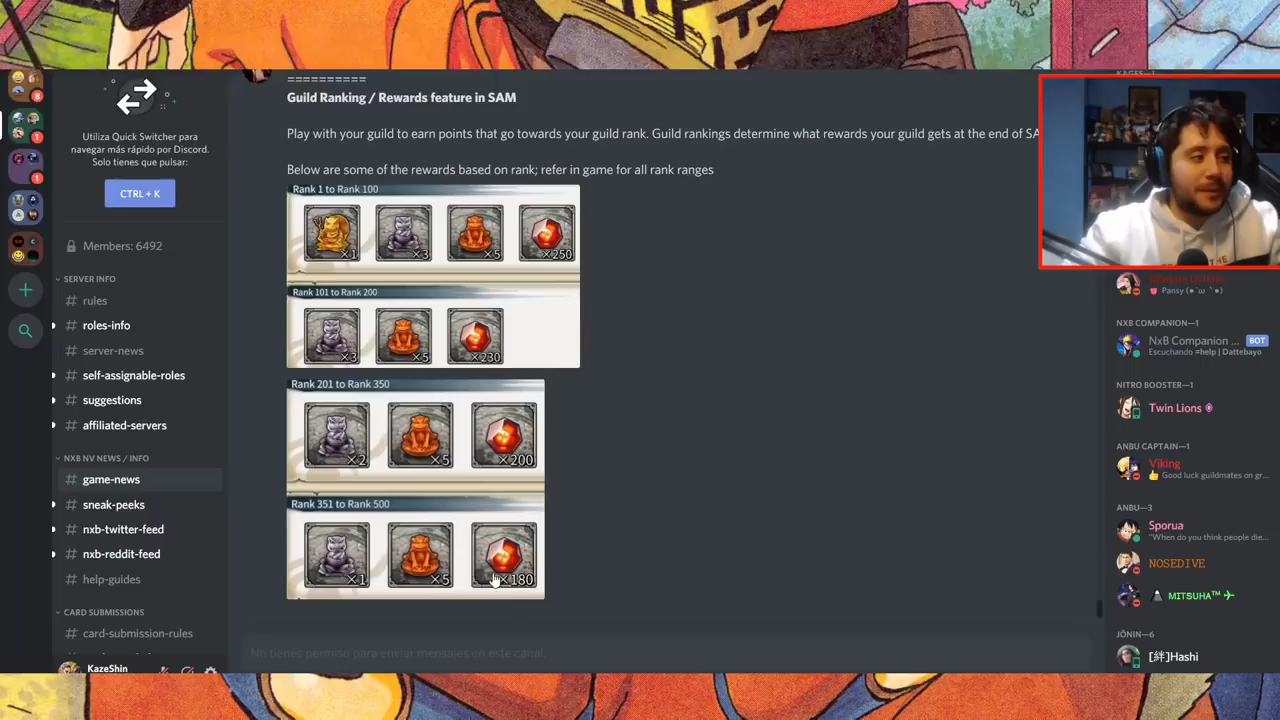 Utiliza Quick Switcher para
navegar más rápido por Discord.
Solo tienes que pulsar:
CTRL + K
Members: 6492
SERVER INFO
# rules
# roles-info
# server-news
# self-assignable-roles
# suggestions
# affiliated-servers
NXB NV NEWS / INFO
# game-news
# sneak-peeks
# nxb-twitter-feed
# nxb-reddit-feed
# help-guides
CARD SUBMISSIONS
# card-submission-rules
KazeShin
8
1
1
==========
Guild Ranking / Rewards feature in SAM
Play with your guild to earn points that go towards your guild rank. Guild rankings determine what rewards your guild gets at the end of SA
Below are some of the rewards based on rank; refer in game for all rank ranges
Rank 1 to Rank 100
×1 ×3 ×5 ×250
Rank 101 to Rank 200
×3 ×5 ×230
Rank 201 to Rank 350
×2 ×5 ×200
Rank 351 to Rank 500
×1 ×5 ×180
No tienes permiso para enviar mensajes en este canal.
Pansy (●´ω｀●)
NXB COMPANION—1
NxB Companion ... BOT
Escuchando =help | Dattebayo
NITRO BOOSTER—1
Twin Lions
ANBU CAPTAIN—1
Viking
Good luck guildmates on gr...
ANBU—3
Sporua
"When do you think people die...
NOSEDIVE
MITSUHA™ ✈
JŌNIN—6
[絆]Hashi